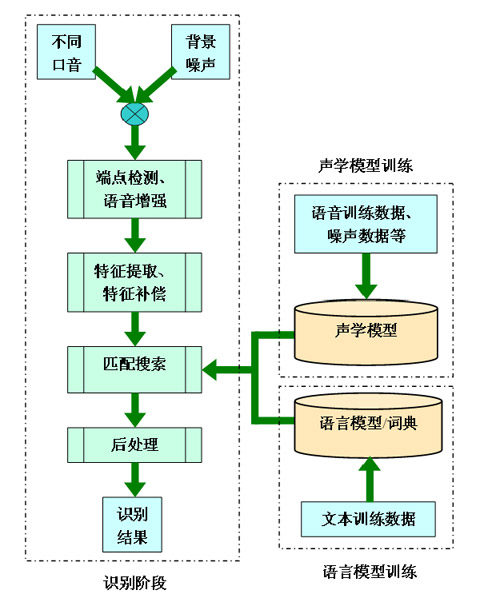 不同
口音
背景
噪声
端点检测、
语音增强
特征提取、
特征补偿
匹配搜索
后处理
识别
结果
识别阶段
声学模型训练
语音训练数据、
噪声数据等
声学模型
语言模型/词典
文本训练数据
语言模型训练